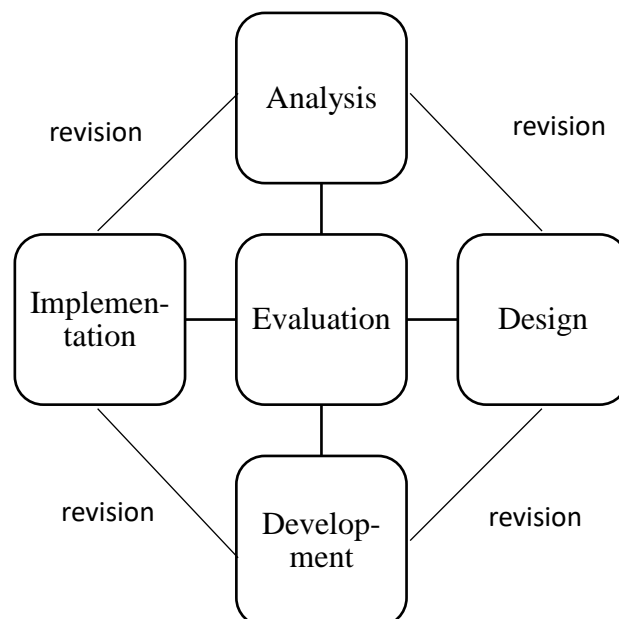 Analysis
revision
revision
Implemen-
tation
Evaluation
Design
revision
revision
Develop-
ment